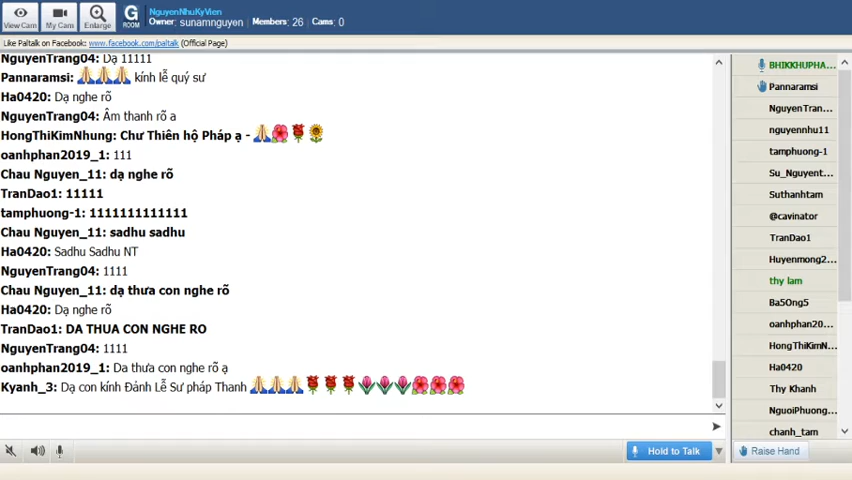 View Cam
My Cam
Enlarge
G
ROOM
NguyenNhuKyVien
Owner: sunamnguyen Members: 26 Cams: 0
Like Paltalk on Facebook: www.facebook.com/paltalk (Official Page)
NguyenTrang04: Dạ 11111
Pannaramsi: kính lễ quý sư
Ha0420: Dạ nghe rõ
NguyenTrang04: Âm thanh rõ a
HongThiKimNhung: Chư Thiên hộ Pháp ạ -
oanhphan2019_1: 111
Chau Nguyen_11: dạ nghe rõ
TranDao1: 11111
tamphuong-1: 1111111111111
Chau Nguyen_11: sadhu sadhu
Ha0420: Sadhu Sadhu NT
NguyenTrang04: 1111
Chau Nguyen_11: dạ thưa con nghe rõ
Ha0420: Dạ nghe rõ
TranDao1: DA THUA CON NGHE RO
NguyenTrang04: 1111
oanhphan2019_1: Da thưa con nghe rõ ạ
Kyanh_3: Dạ con kính Đảnh Lễ Sư pháp Thanh
Hold to Talk
BHIKKHUPHA...
Pannaramsi
NguyenTran...
nguyennhu11
tamphuong-1
Su_Nguyent...
Suthanhtam
@cavinator
TranDao1
Huyenmong2...
thy lam
Ba5Ong5
oanhphan20...
HongThiKimN...
Ha0420
Thy Khanh
NguoiPhuong...
chanh_tam
Raise Hand